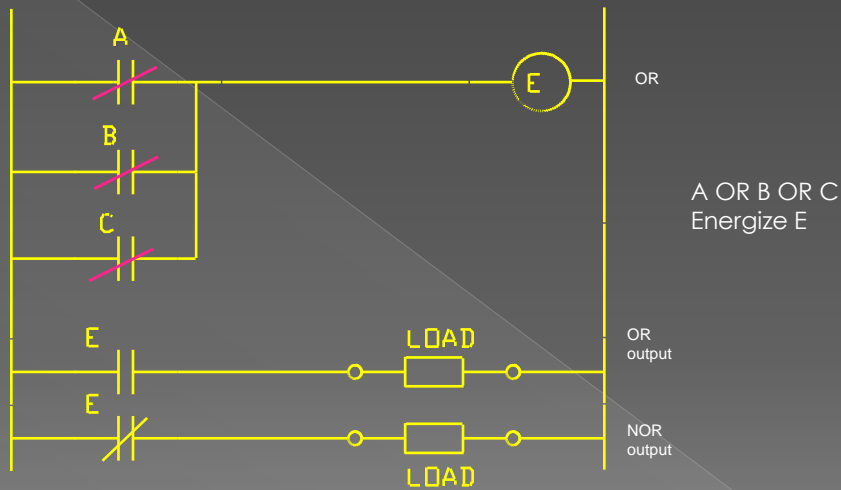 A
E
OR
B
A OR B OR C
Energize E
C
E
LOAD
OR
output
E
NOR
output
LOAD